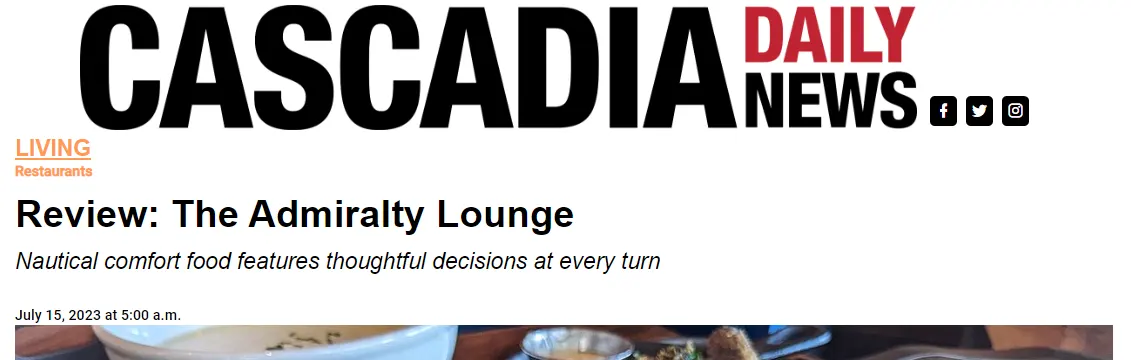 CASCADIA DAILY NEWS
LIVING
Restaurants
Review: The Admiralty Lounge
Nautical comfort food features thoughtful decisions at every turn
July 15, 2023 at 5:00 a.m.